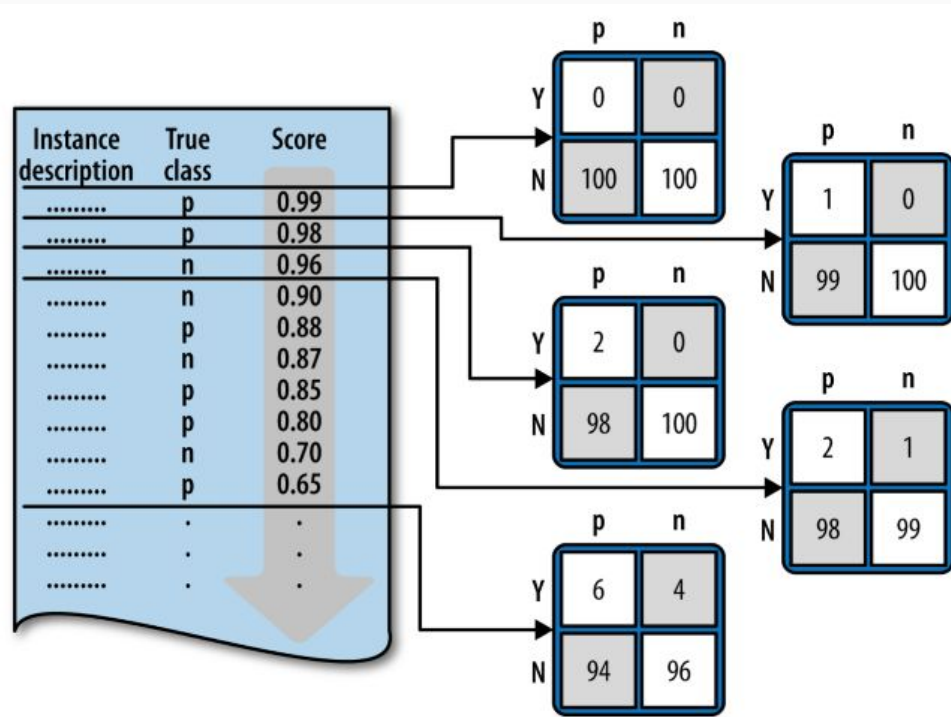 Instance description True class Score
......... p 0.99
......... p 0.98
......... n 0.96
......... n 0.90
......... p 0.88
......... n 0.87
......... p 0.85
......... p 0.80
......... n 0.70
......... p 0.65
......... . .
......... . .
......... . .
p n
Y 0 0
N 100 100
p n
Y 1 0
N 99 100
p n
Y 2 0
N 98 100
p n
Y 2 1
N 98 99
p n
Y 6 4
N 94 96